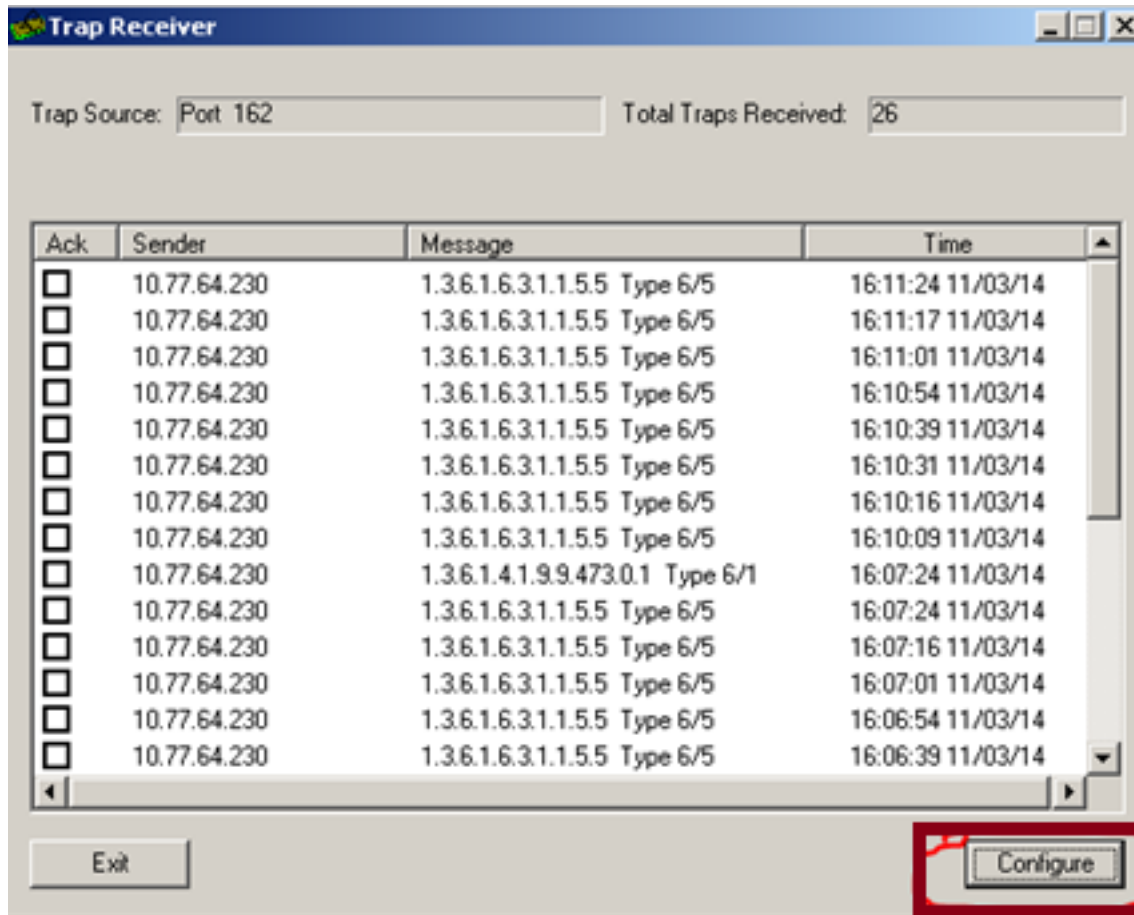 Trap Receiver
Trap Source: Port 162 Total Traps Received: 26
Ack Sender Message Time
10.77.64.230 1.3.6.1.6.3.1.1.5.5 Type 6/5 16:11:24 11/03/14
10.77.64.230 1.3.6.1.6.3.1.1.5.5 Type 6/5 16:11:17 11/03/14
10.77.64.230 1.3.6.1.6.3.1.1.5.5 Type 6/5 16:11:01 11/03/14
10.77.64.230 1.3.6.1.6.3.1.1.5.5 Type 6/5 16:10:54 11/03/14
10.77.64.230 1.3.6.1.6.3.1.1.5.5 Type 6/5 16:10:39 11/03/14
10.77.64.230 1.3.6.1.6.3.1.1.5.5 Type 6/5 16:10:31 11/03/14
10.77.64.230 1.3.6.1.6.3.1.1.5.5 Type 6/5 16:10:16 11/03/14
10.77.64.230 1.3.6.1.6.3.1.1.5.5 Type 6/5 16:10:09 11/03/14
10.77.64.230 1.3.6.1.4.1.9.9.473.0.1 Type 6/1 16:07:24 11/03/14
10.77.64.230 1.3.6.1.6.3.1.1.5.5 Type 6/5 16:07:24 11/03/14
10.77.64.230 1.3.6.1.6.3.1.1.5.5 Type 6/5 16:07:16 11/03/14
10.77.64.230 1.3.6.1.6.3.1.1.5.5 Type 6/5 16:07:01 11/03/14
10.77.64.230 1.3.6.1.6.3.1.1.5.5 Type 6/5 16:06:54 11/03/14
10.77.64.230 1.3.6.1.6.3.1.1.5.5 Type 6/5 16:06:39 11/03/14
Exit Configure